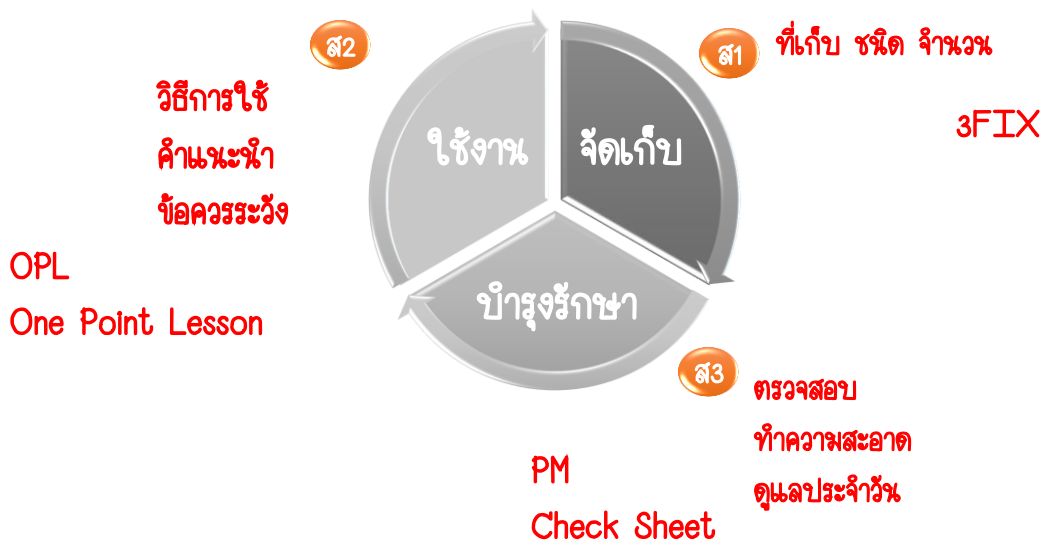 ส2
ส1
ที่เก็บ ชนิด จำนวน
3FIX
วิธีการใช้
คำแนะนำ
ข้อควรระวัง
OPL
One Point Lesson
ใช้งาน
จัดเก็บ
บำรุงรักษา
ส3
ตรวจสอบ
ทำความสะอาด
ดูแลประจำวัน
PM
Check Sheet